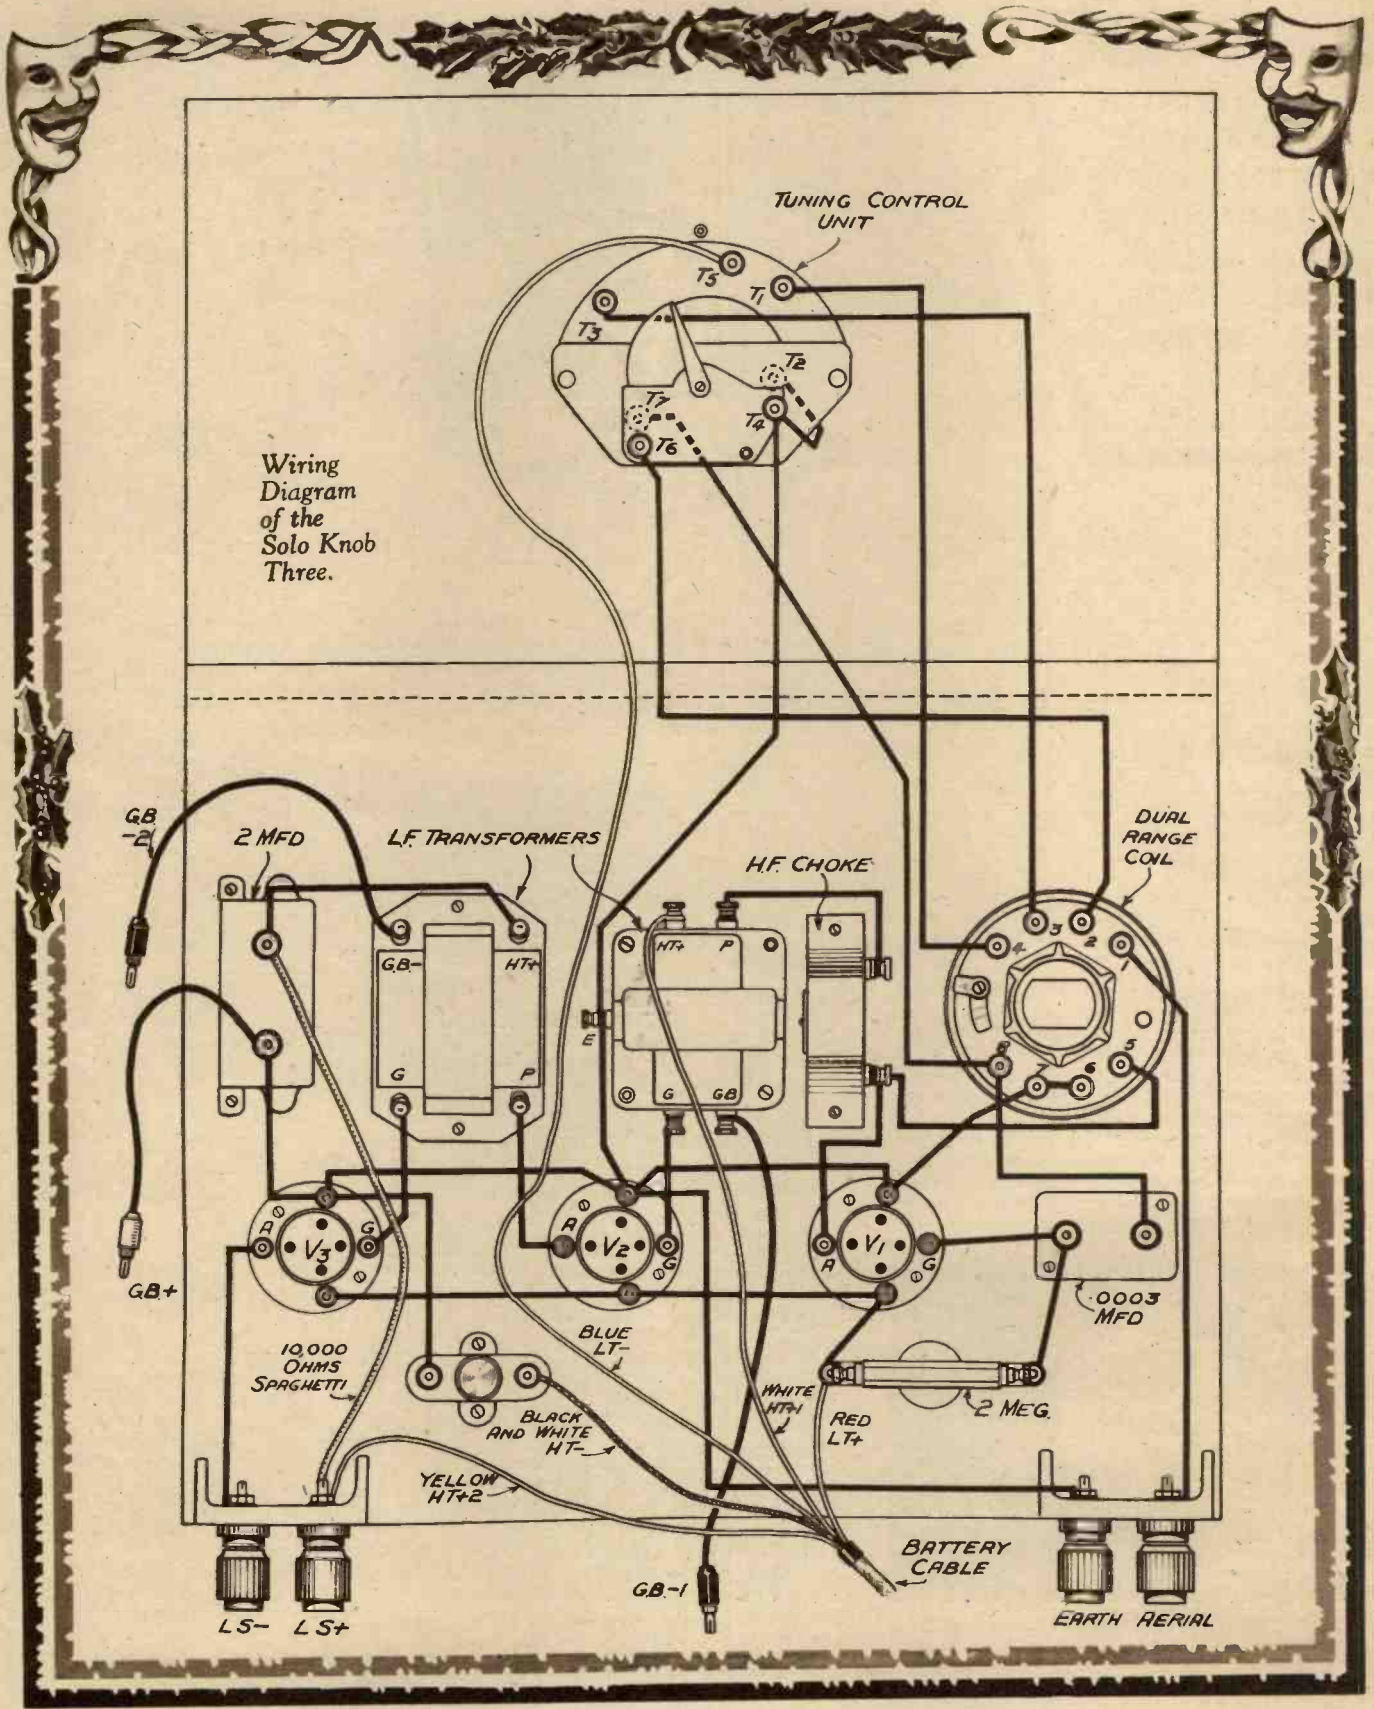 TUNING CONTROL
UNIT
T5
T1
T3
T2
T7
T4
T6
Wiring
Diagram
of the
Solo Knob
Three.
G.B.
-2
2 MFD
L.F. TRANSFORMERS
H.F. CHOKE
DUAL
RANGE
COIL
G.B.-
HT+
G
P
HT+
P
E
G
GB
3
2
4
1
8
5
7
6
A
V3
G
A
V2
G
A
V1
G
G.B.+
.0003
MFD
10,000
OHMS
SPAGHETTI
BLUE
LT-
WHITE
HT+1
RED
LT+
2 MEG.
BLACK
AND WHITE
HT-
YELLOW
HT+2
BATTERY
CABLE
G.B.-1
LS-
LS+
EARTH
AERIAL